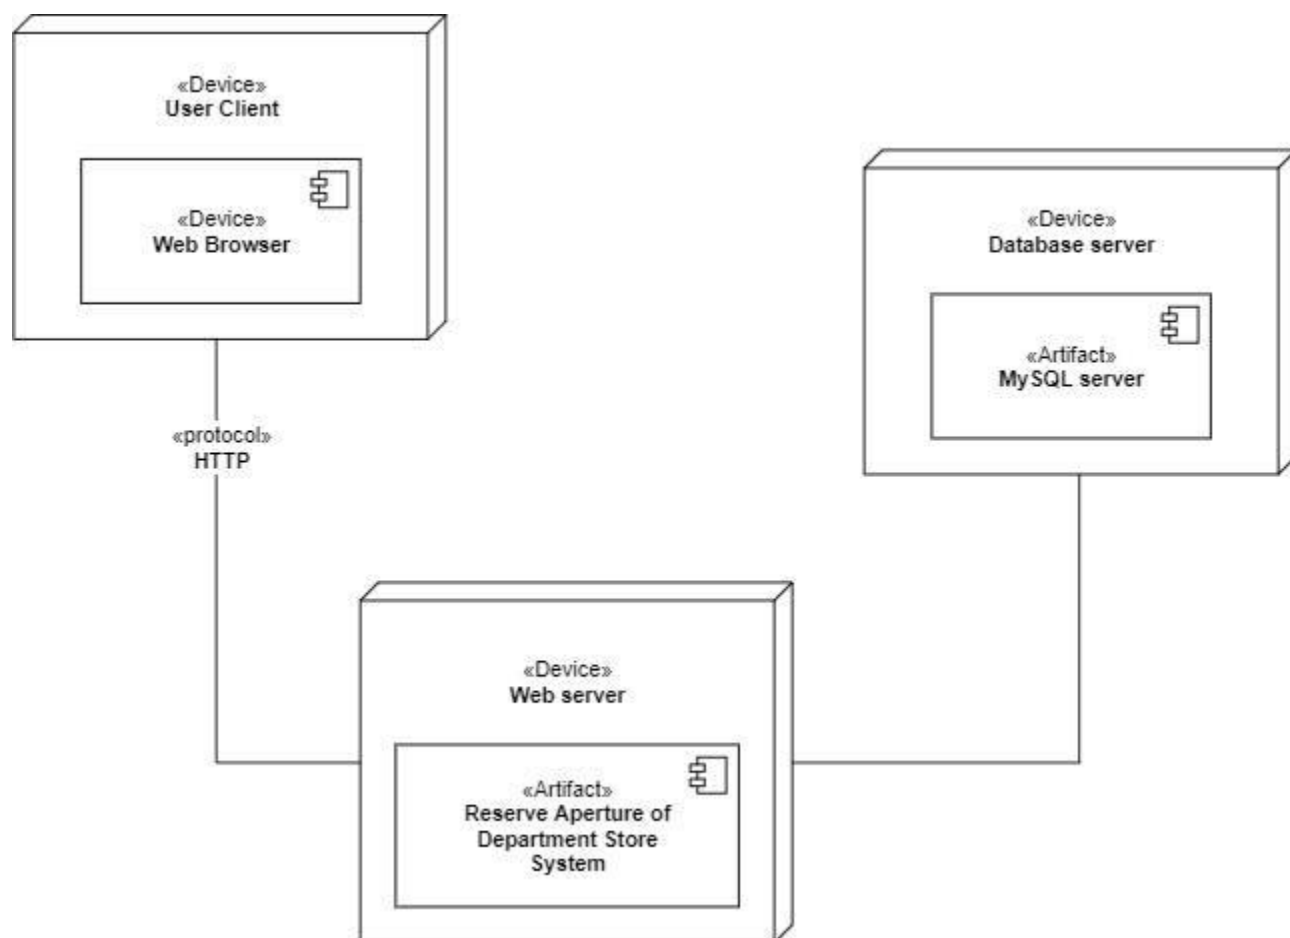 «Device»
User Client
«Device»
Web Browser
«Device»
Database server
«Artifact»
MySQL server
«protocol»
HTTP
«Device»
Web server
«Artifact»
Reserve Aperture of
Department Store
System